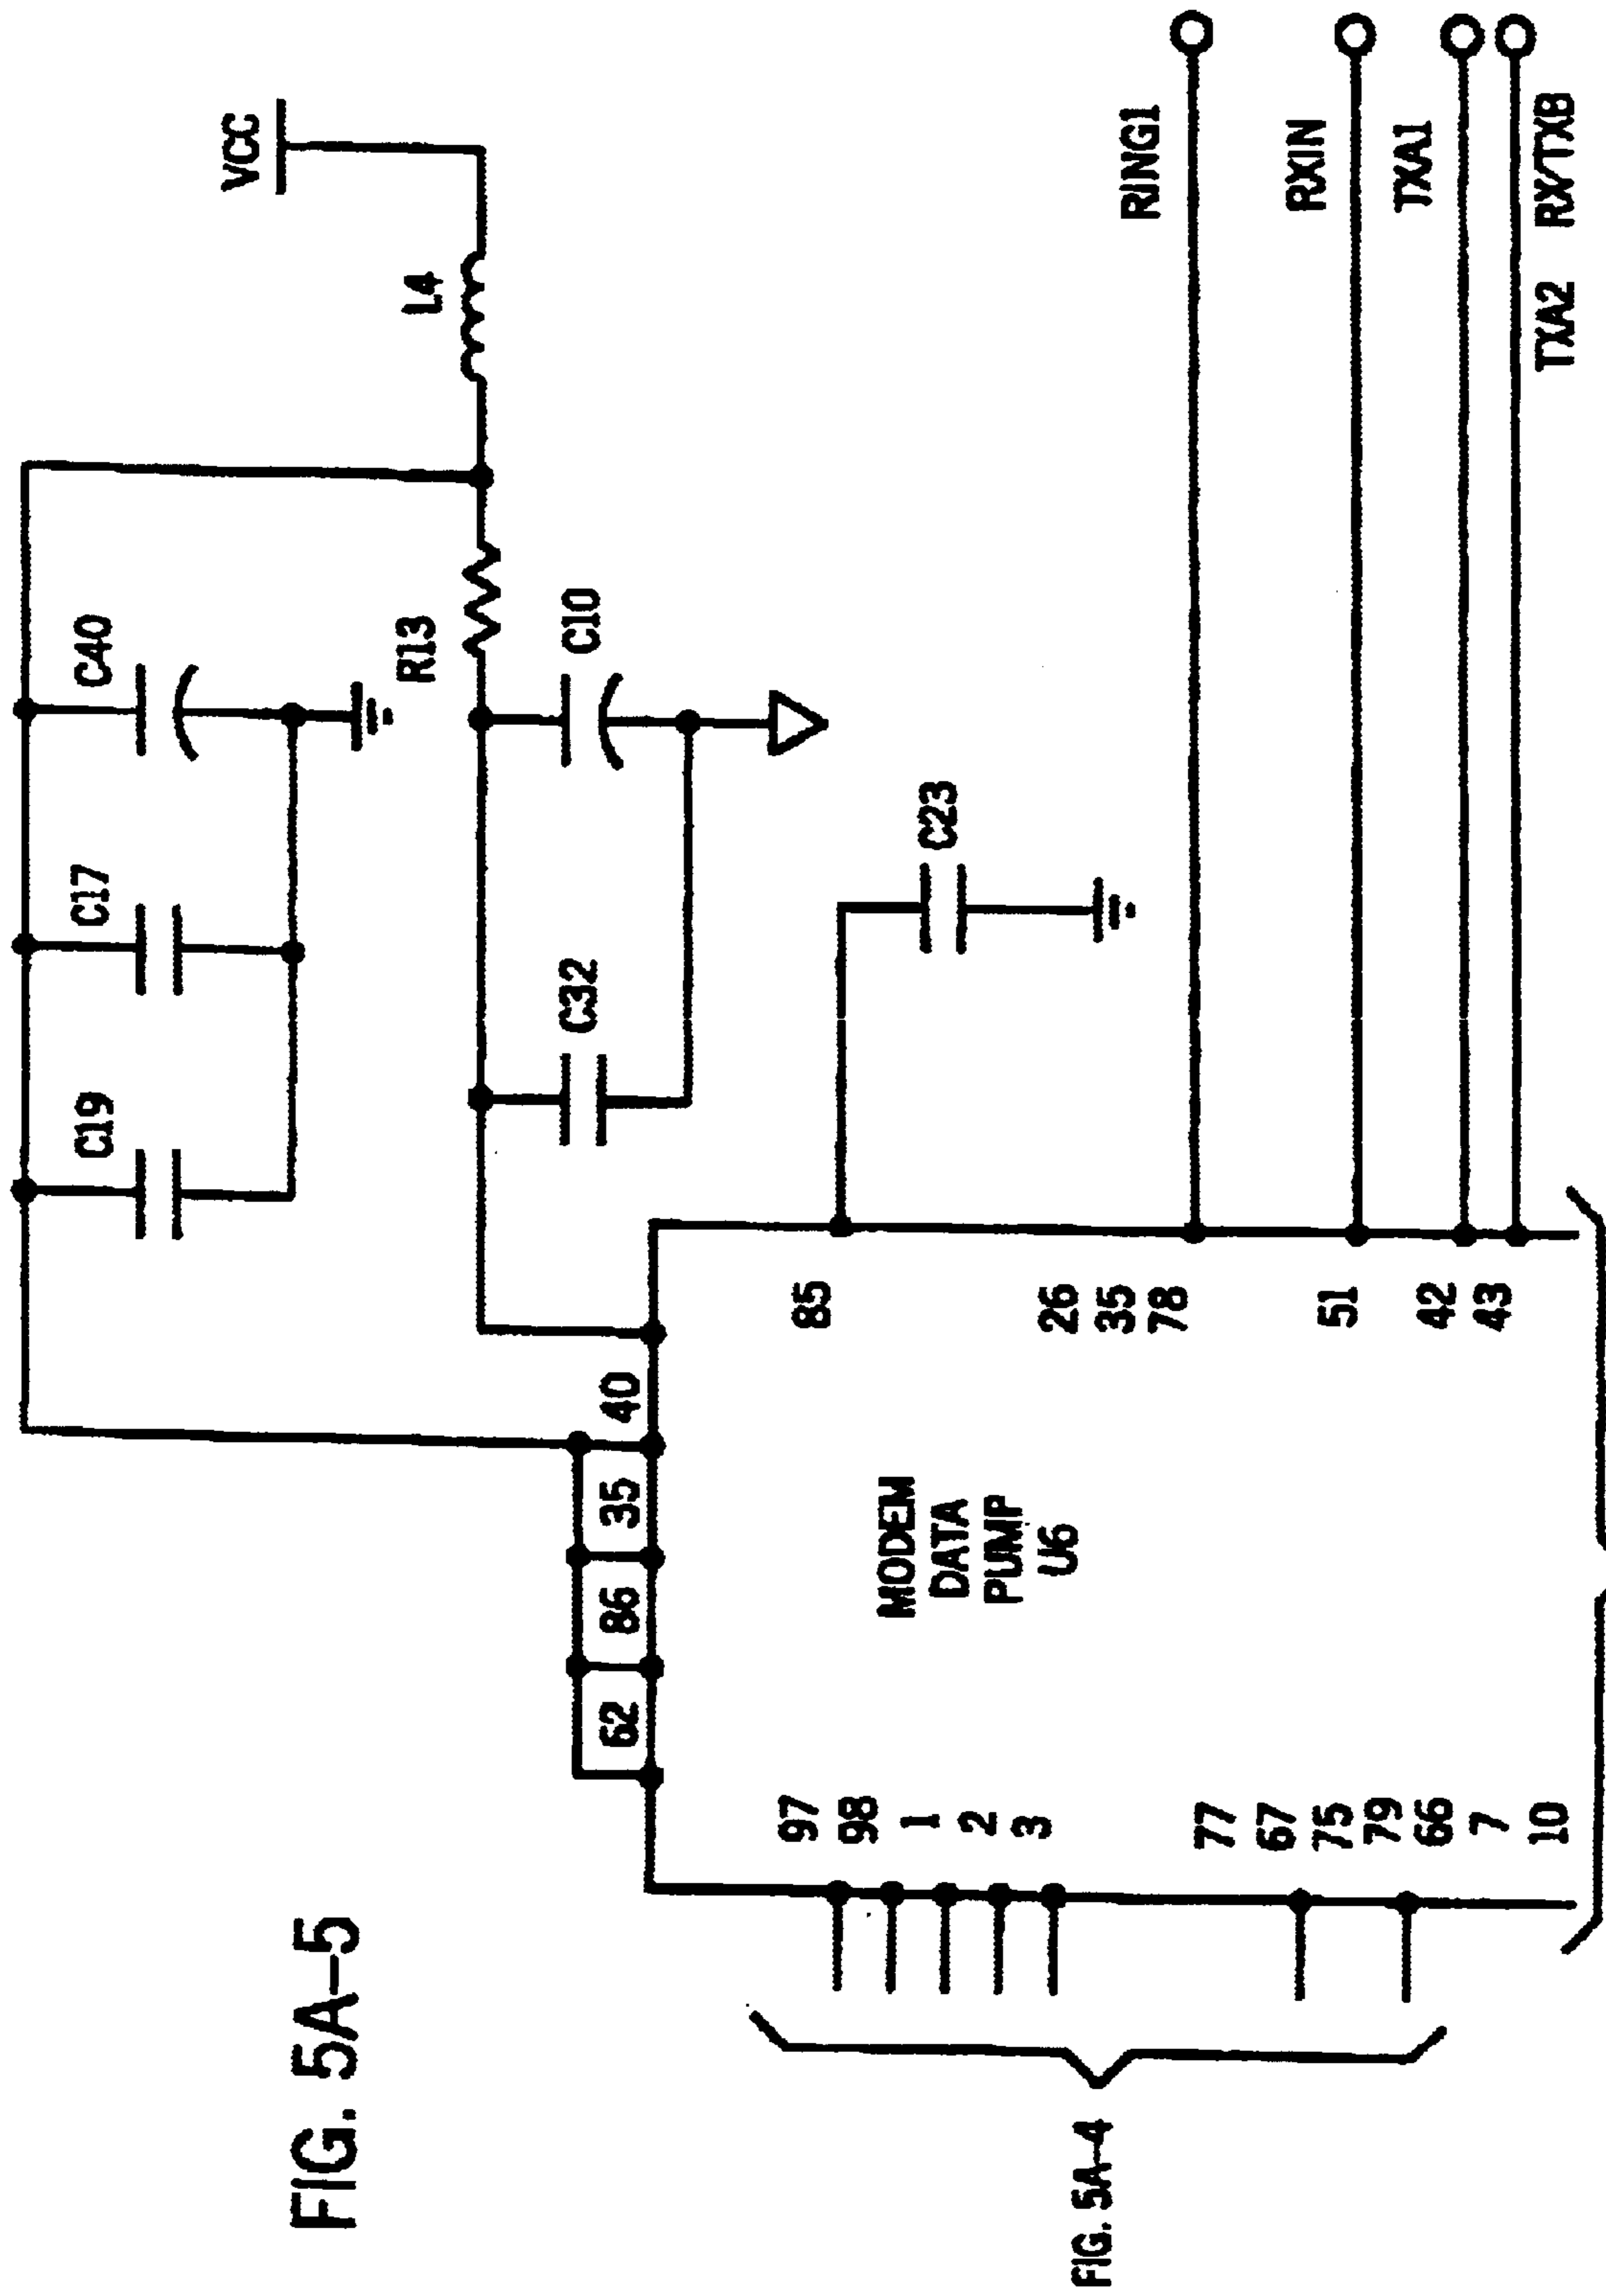 FIG. 5A-5
C19
C17
C40
VCC
L4
R13
C32
C10
C23
62
86
35
40
MODEM
DATA
PUMP
U6
97
98
1
2
3
77
67
75
79
66
7
10
85
26
35
78
51
42
43
RING1
RXIN
TXA1
TXA2 RX/TXB
FIG. 5A-4